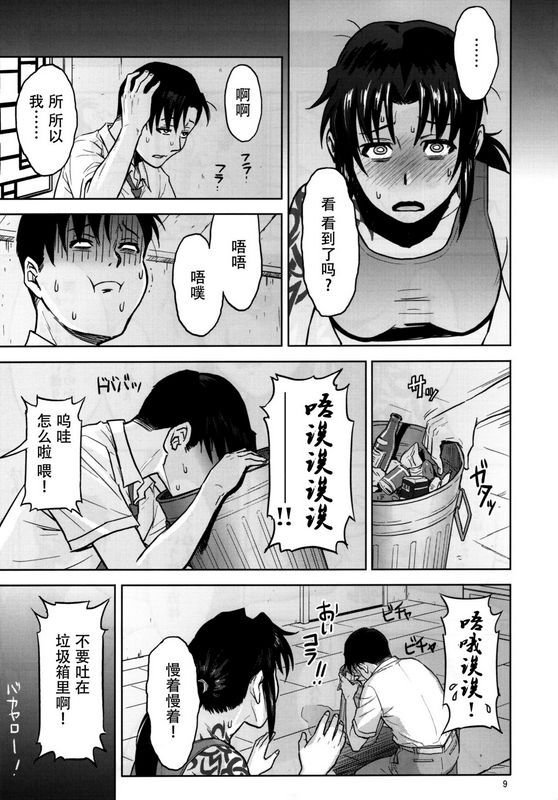 ……
看看到了吗?
啊啊
フラ
フラ
所所以
我……
唔唔
唔噗
ガサッ
ガタッ
唔诶诶诶诶
——!!
ドババッ
呜哇
怎么啦喂!
唔哦诶诶!
ビチャ
ビチャ
おい
コラ!!
慢着慢着!
不要吐在
垃圾箱里啊!
バカヤロー!
9